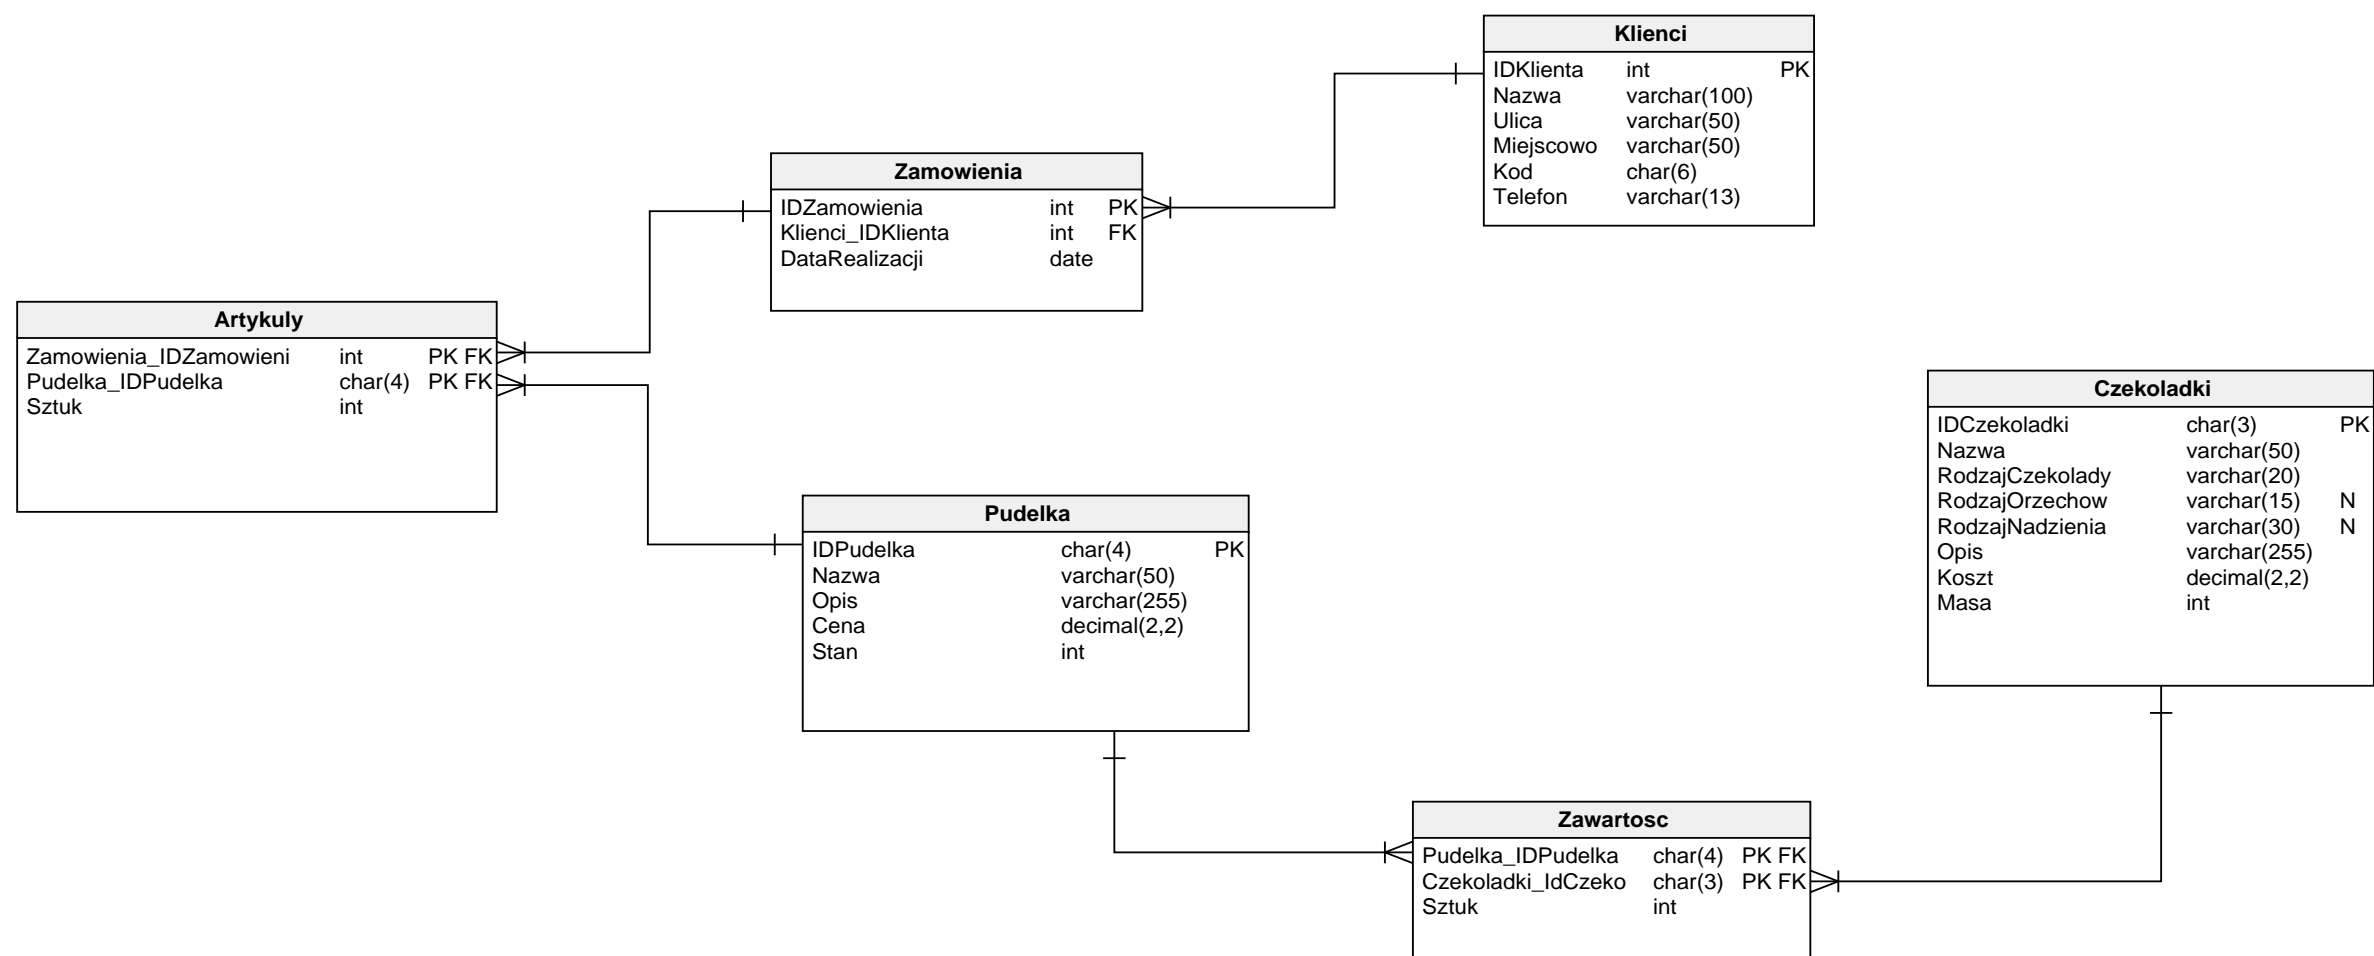 Klienci
IDKlienta int PK
Nazwa varchar(100)
Ulica varchar(50)
Miejscowo varchar(50)
Kod char(6)
Telefon varchar(13)
Zamowienia
IDZamowienia int PK
Klienci_IDKlienta int FK
DataRealizacji date
Artykuly
Zamowienia_IDZamowieni int PK FK
Pudelka_IDPudelka char(4) PK FK
Sztuk int
Czekoladki
IDCzekoladki char(3) PK
Nazwa varchar(50)
RodzajCzekolady varchar(20)
RodzajOrzechow varchar(15) N
RodzajNadzienia varchar(30) N
Opis varchar(255)
Koszt decimal(2,2)
Masa int
Pudelka
IDPudelka char(4) PK
Nazwa varchar(50)
Opis varchar(255)
Cena decimal(2,2)
Stan int
Zawartosc
Pudelka_IDPudelka char(4) PK FK
Czekoladki_IdCzeko char(3) PK FK
Sztuk int